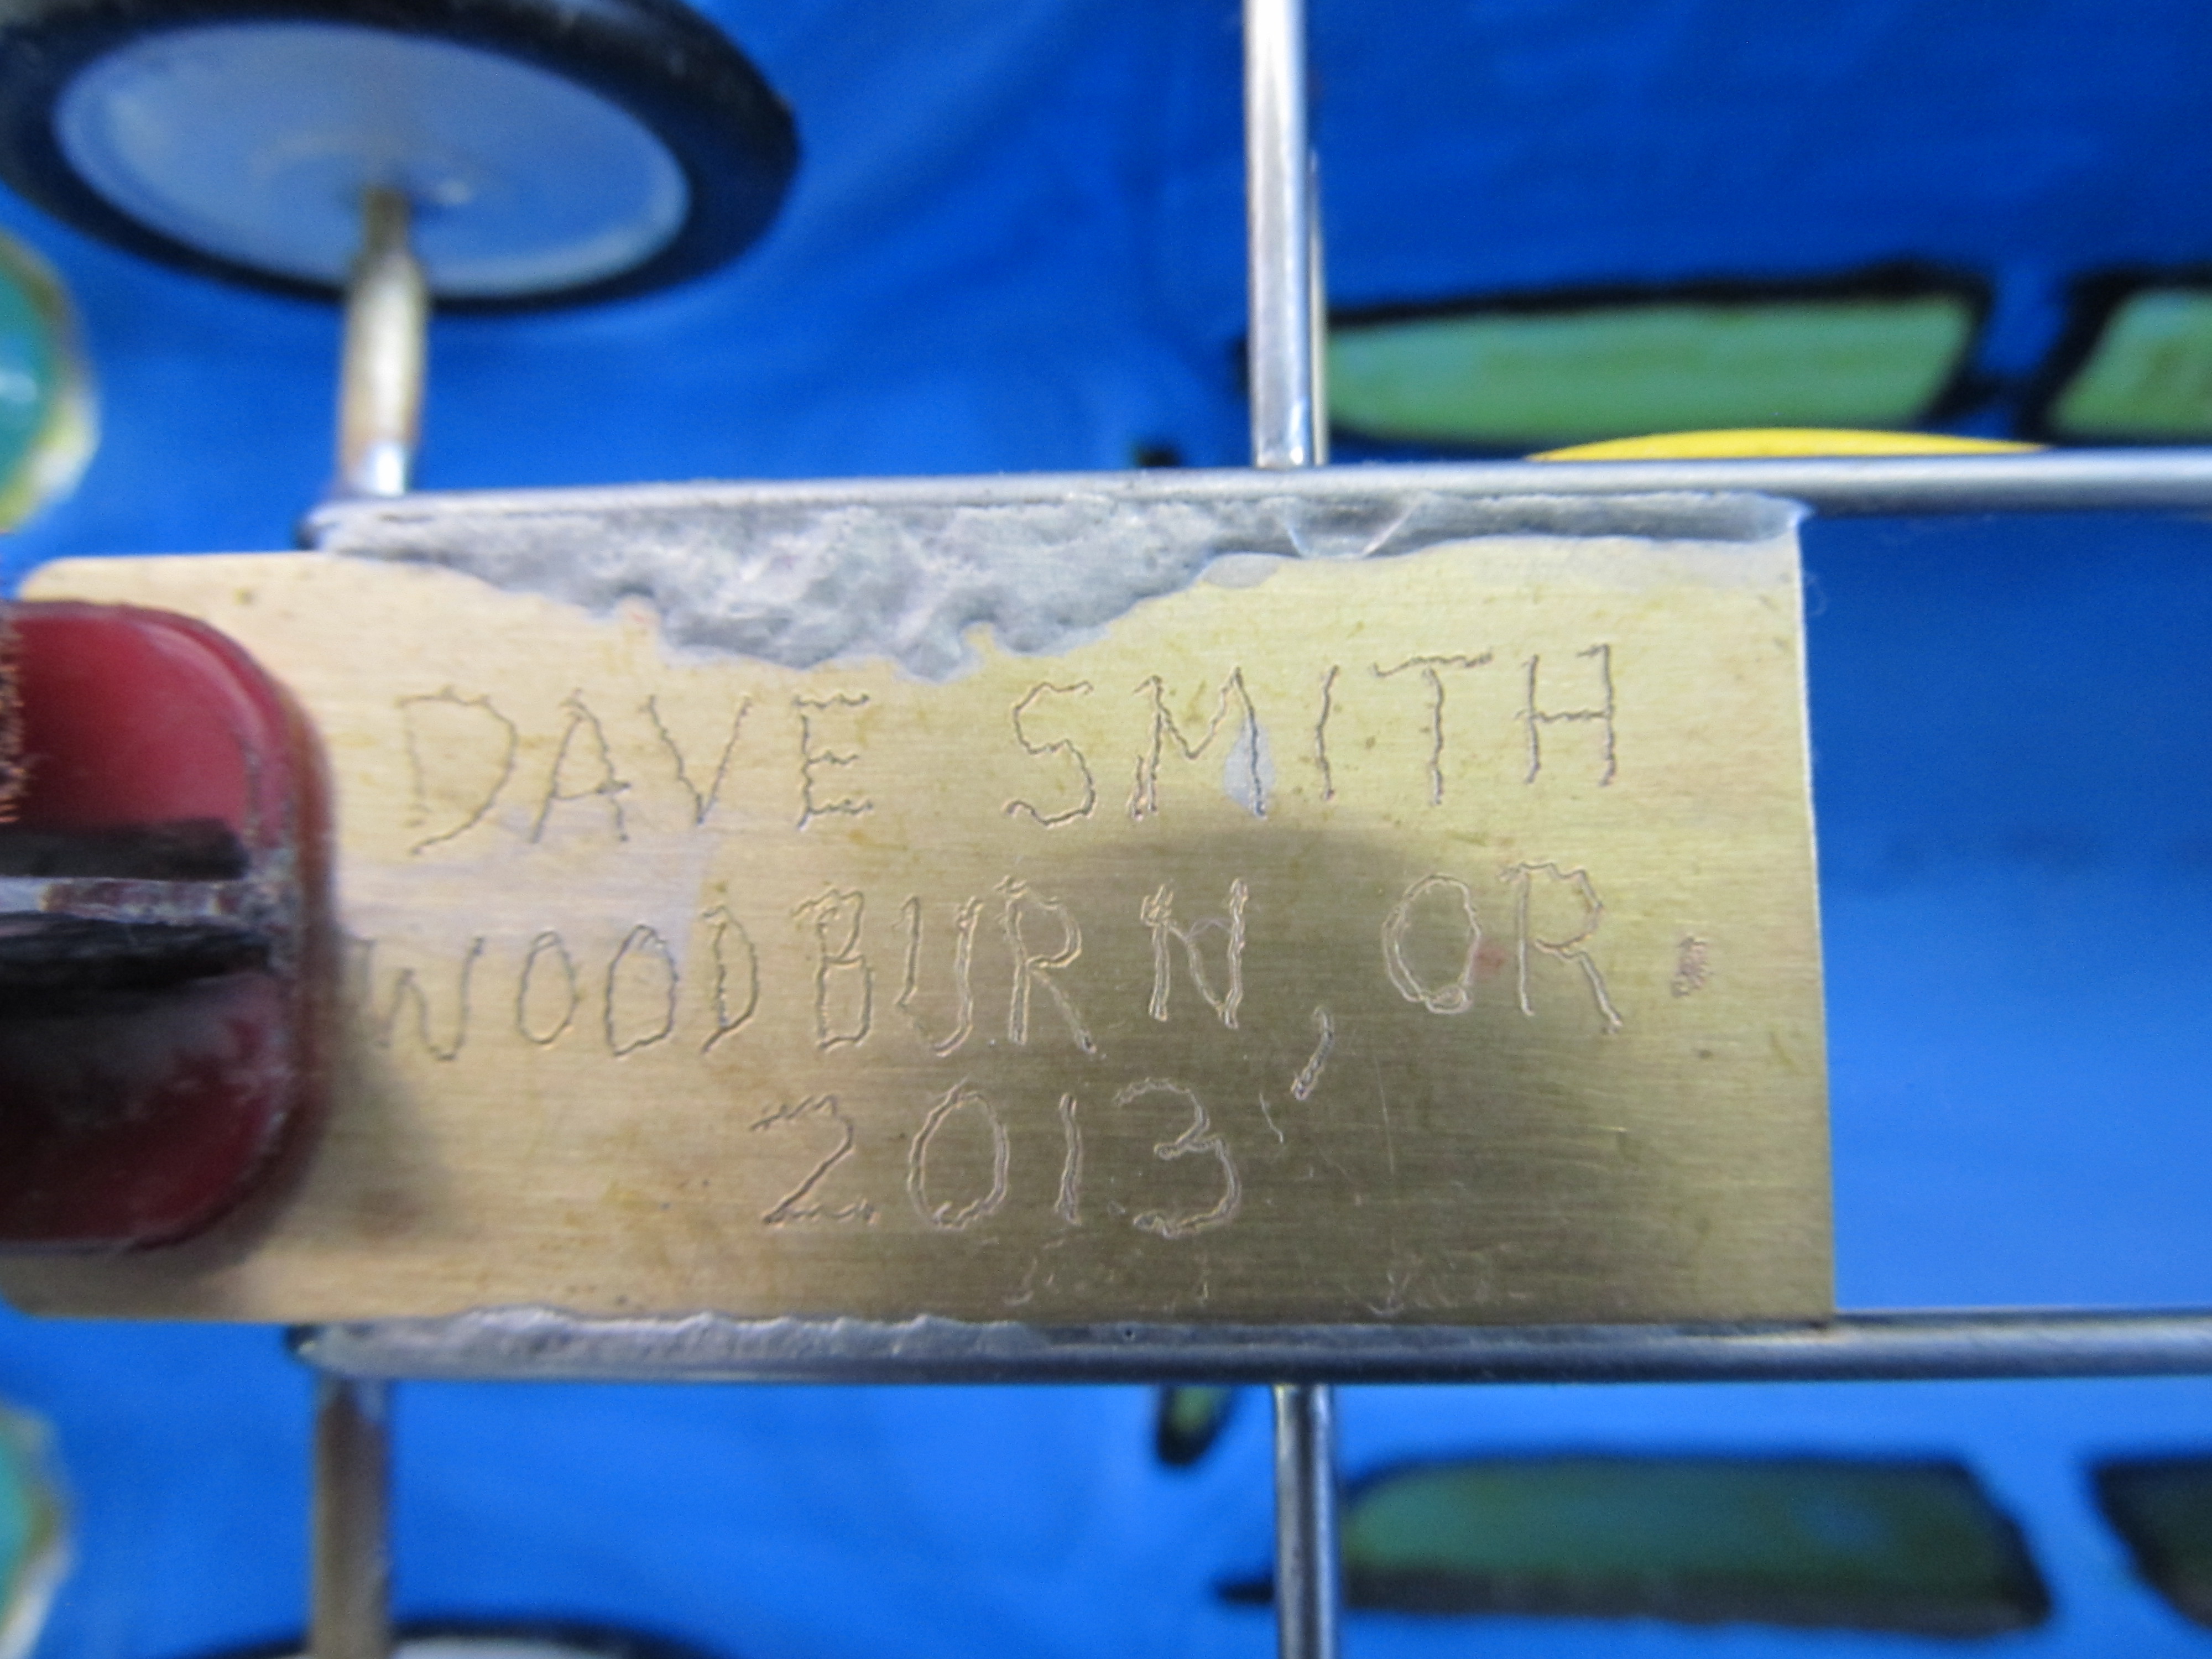 DAVE SMITH
WOODBURN, OR.
2013